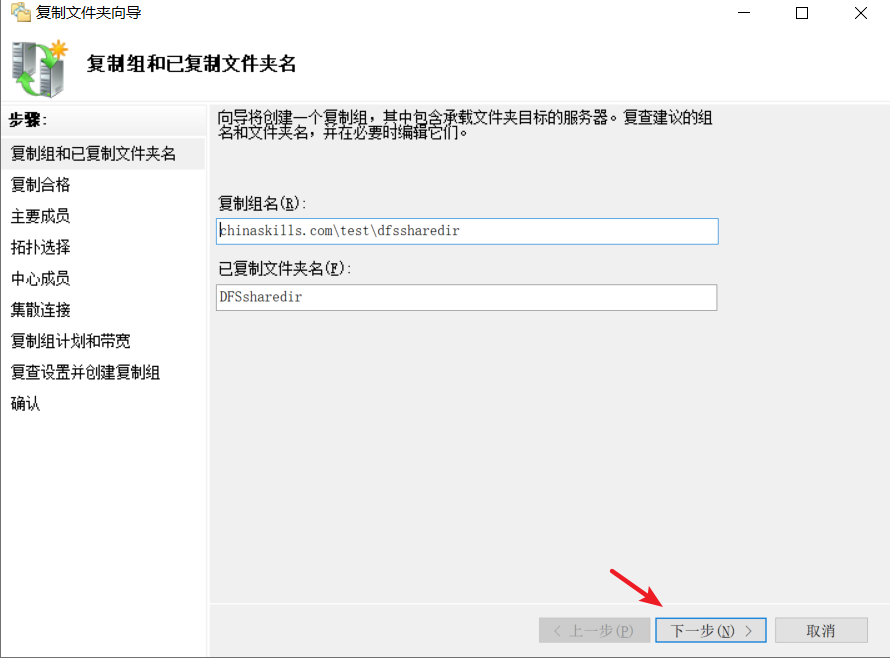 复制文件夹向导
复制组和已复制文件夹名
步骤:
复制组和已复制文件夹名
复制合格
主要成员
拓扑选择
中心成员
集散连接
复制组计划和带宽
复查设置并创建复制组
确认
向导将创建一个复制组，其中包含承载文件夹目标的服务器。复查建议的组
名和文件夹名，并在必要时编辑它们。
复制组名(R):
chinaskills.com\test\dfssharedir
已复制文件夹名(F):
DFSsharedir
< 上一步(P)
下一步(N) >
取消